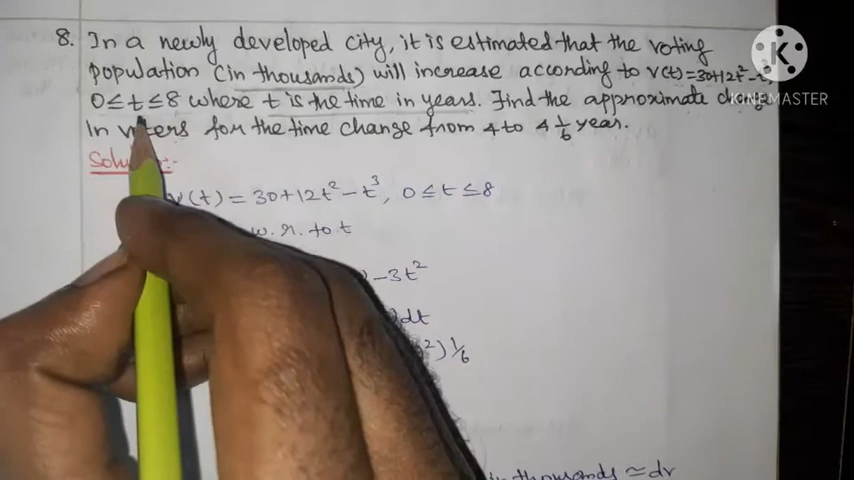 8. In a newly developed city, it is estimated that the voting
population (in thousands) will increase according to V(t)=30+12t²-t³,
0≤t≤8 where t is the time in years. Find the approximate change
In voters for the time change from 4 to 4 1/6 year.
Solu
V(t) = 30+12t²-t³, 0≤t≤8
w.r. to t
-3t²
)dt
²) 1/6
in thousands ≃ dv
K
KINEMASTER